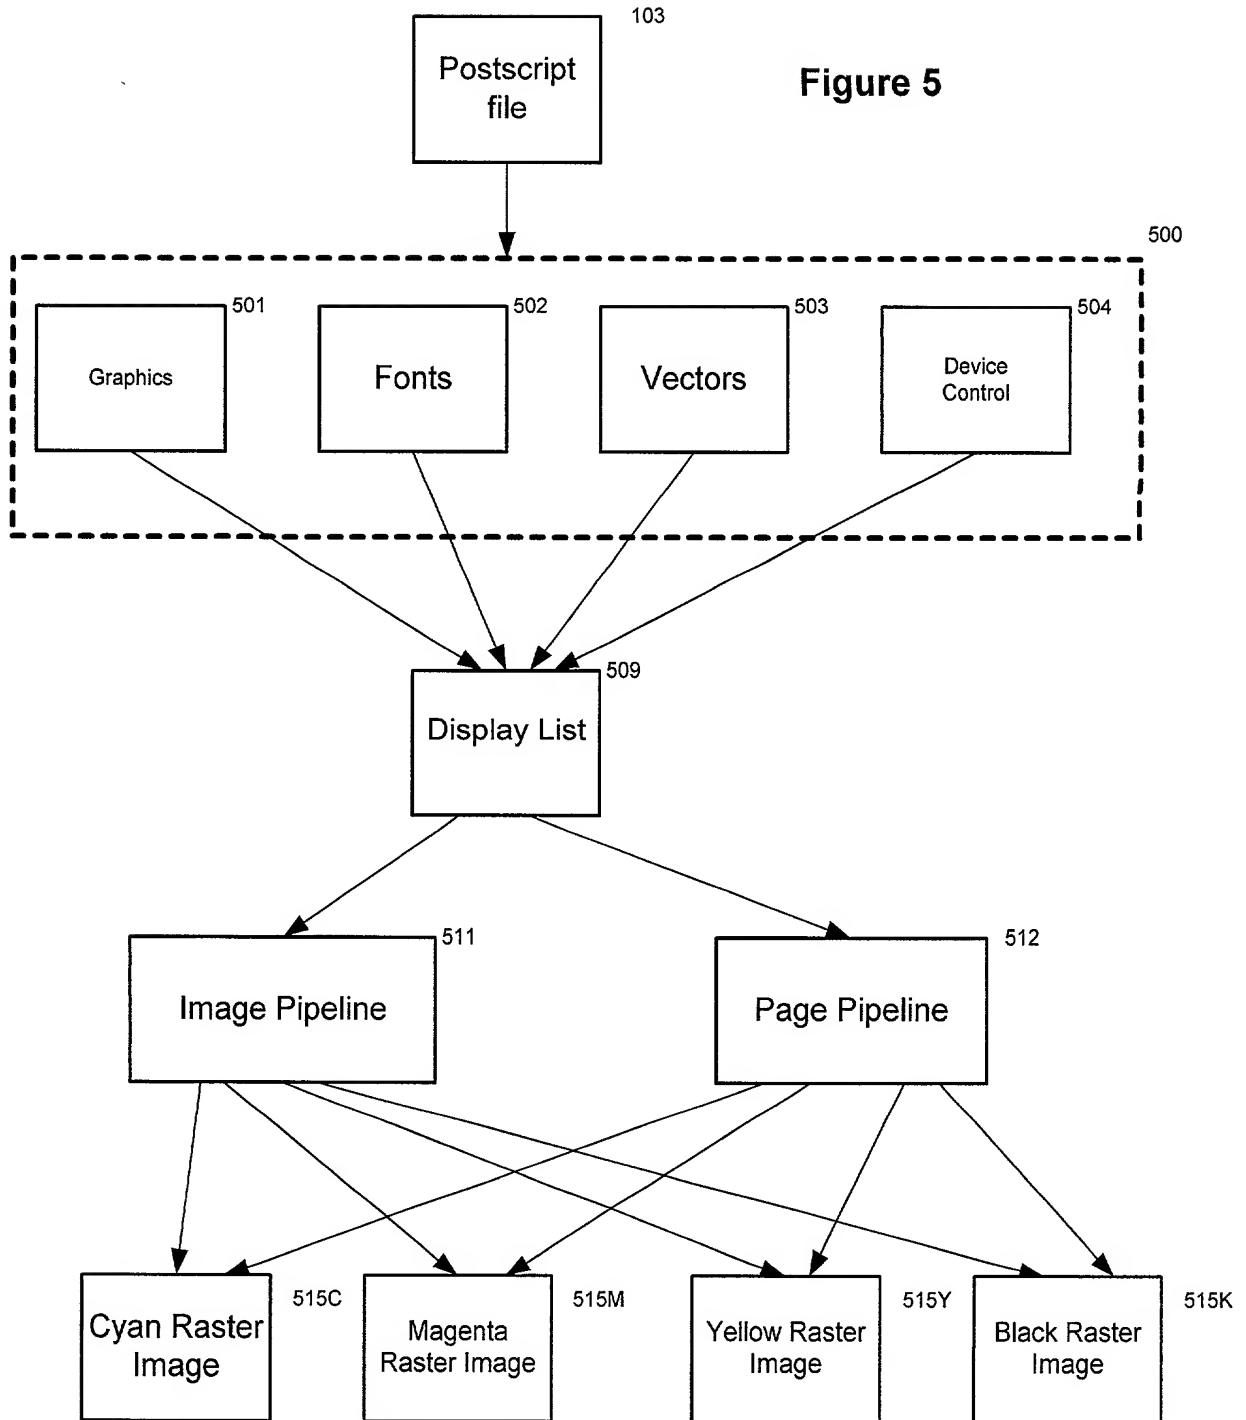 103
Postscript
file
Figure 5
500
501
502
503
504
Graphics
Fonts
Vectors
Device
Control
509
Display List
511
512
Image Pipeline
Page Pipeline
515C
515M
515Y
515K
Cyan Raster
Image
Magenta
Raster Image
Yellow Raster
Image
Black Raster
Image